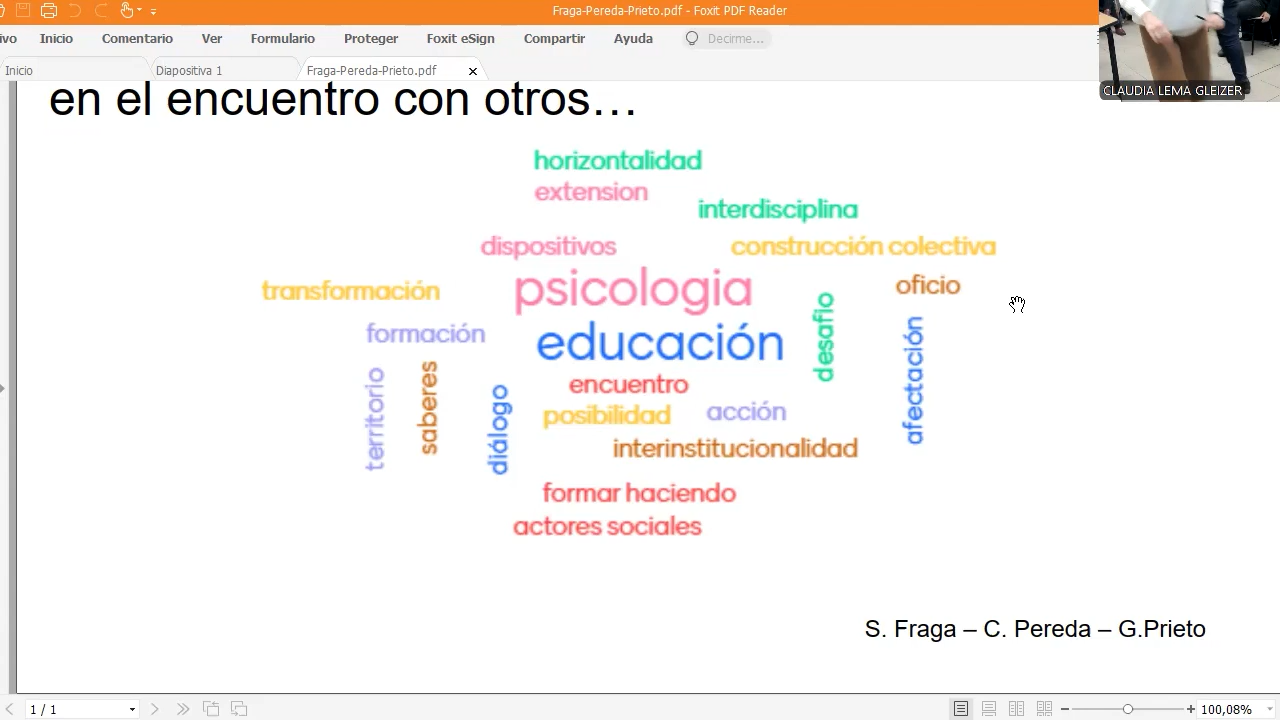 Fraga-Pereda-Prieto.pdf - Foxit PDF Reader
ivo Inicio Comentario Ver Formulario Proteger Foxit eSign Compartir Ayuda Decirme...
Inicio Diapositiva 1 Fraga-Pereda-Prieto.pdf
CLAUDIA LEMA GLEIZER
en el encuentro con otros…
horizontalidad
extension
interdisciplina
dispositivos construcción colectiva
transformación psicologia oficio
formación educación desafio
territorio saberes diálogo encuentro afectación
posibilidad acción
interinstitucionalidad
formar haciendo
actores sociales
S. Fraga – C. Pereda – G.Prieto
1 / 1 100,08%